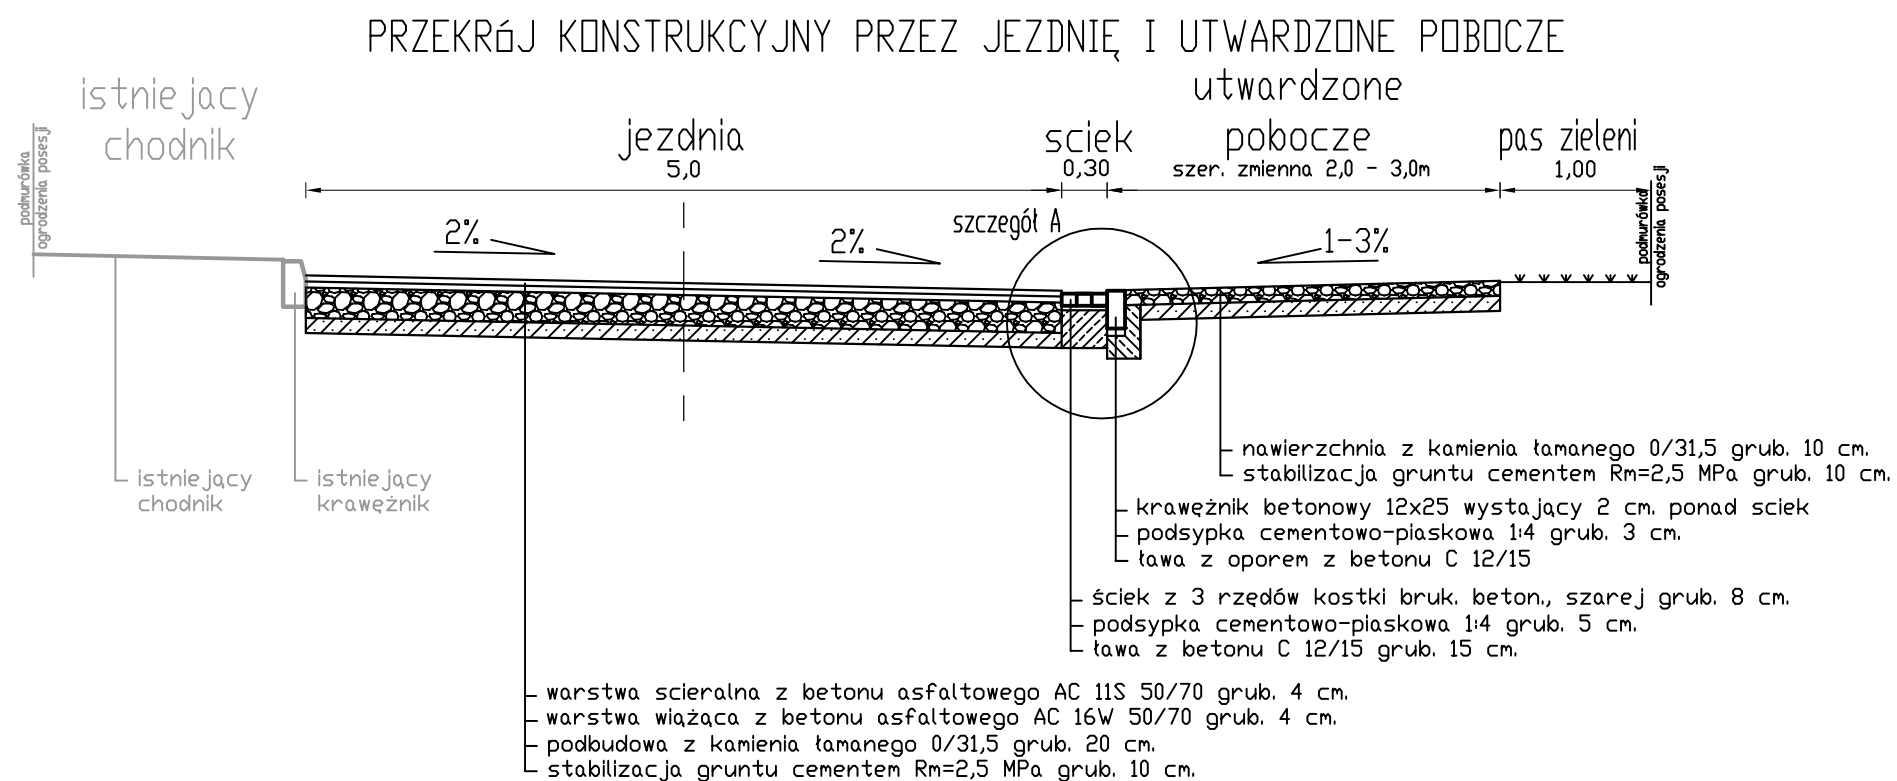 PRZEKRóJ KONSTRUKCYJNY PRZEZ JEZDNIĘ I UTWARDZONE POBOCZE
istniejacy
chodnik
podmurówka
ogrodzenia posesji
jezdnia
5,0
sciek
0,30
utwardzone
pobocze
szer. zmienna 2,0 - 3,0m
pas zieleni
1,00
podmurówka
ogrodzenia posesji
2%
2%
szczegół A
1-3%
istniejący
chodnik
istniejący
krawężnik
nawierzchnia z kamienia łamanego 0/31,5 grub. 10 cm.
stabilizacja gruntu cementem Rm=2,5 MPa grub. 10 cm.
krawężnik betonowy 12x25 wystający 2 cm. ponad sciek
podsypka cementowo-piaskowa 1:4 grub. 3 cm.
ława z oporem z betonu C 12/15
ściek z 3 rzędów kostki bruk. beton., szarej grub. 8 cm.
podsypka cementowo-piaskowa 1:4 grub. 5 cm.
ława z betonu C 12/15 grub. 15 cm.
warstwa scieralna z betonu asfaltowego AC 11S 50/70 grub. 4 cm.
warstwa wiążąca z betonu asfaltowego AC 16W 50/70 grub. 4 cm.
podbudowa z kamienia łamanego 0/31,5 grub. 20 cm.
stabilizacja gruntu cementem Rm=2,5 MPa grub. 10 cm.